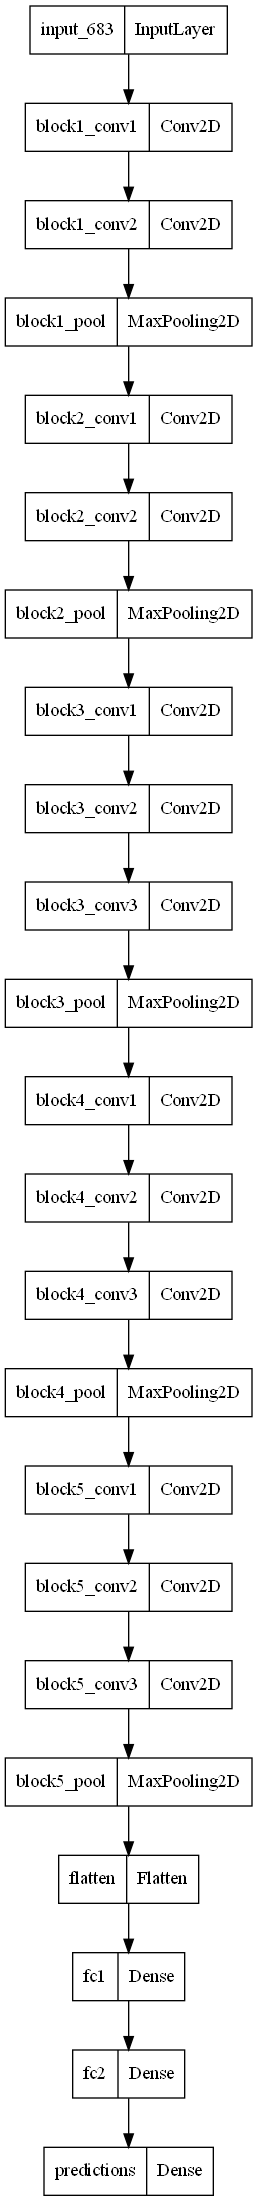 input_683 InputLayer
block1_conv1 Conv2D
block1_conv2 Conv2D
block1_pool MaxPooling2D
block2_conv1 Conv2D
block2_conv2 Conv2D
block2_pool MaxPooling2D
block3_conv1 Conv2D
block3_conv2 Conv2D
block3_conv3 Conv2D
block3_pool MaxPooling2D
block4_conv1 Conv2D
block4_conv2 Conv2D
block4_conv3 Conv2D
block4_pool MaxPooling2D
block5_conv1 Conv2D
block5_conv2 Conv2D
block5_conv3 Conv2D
block5_pool MaxPooling2D
flatten Flatten
fc1 Dense
fc2 Dense
predictions Dense